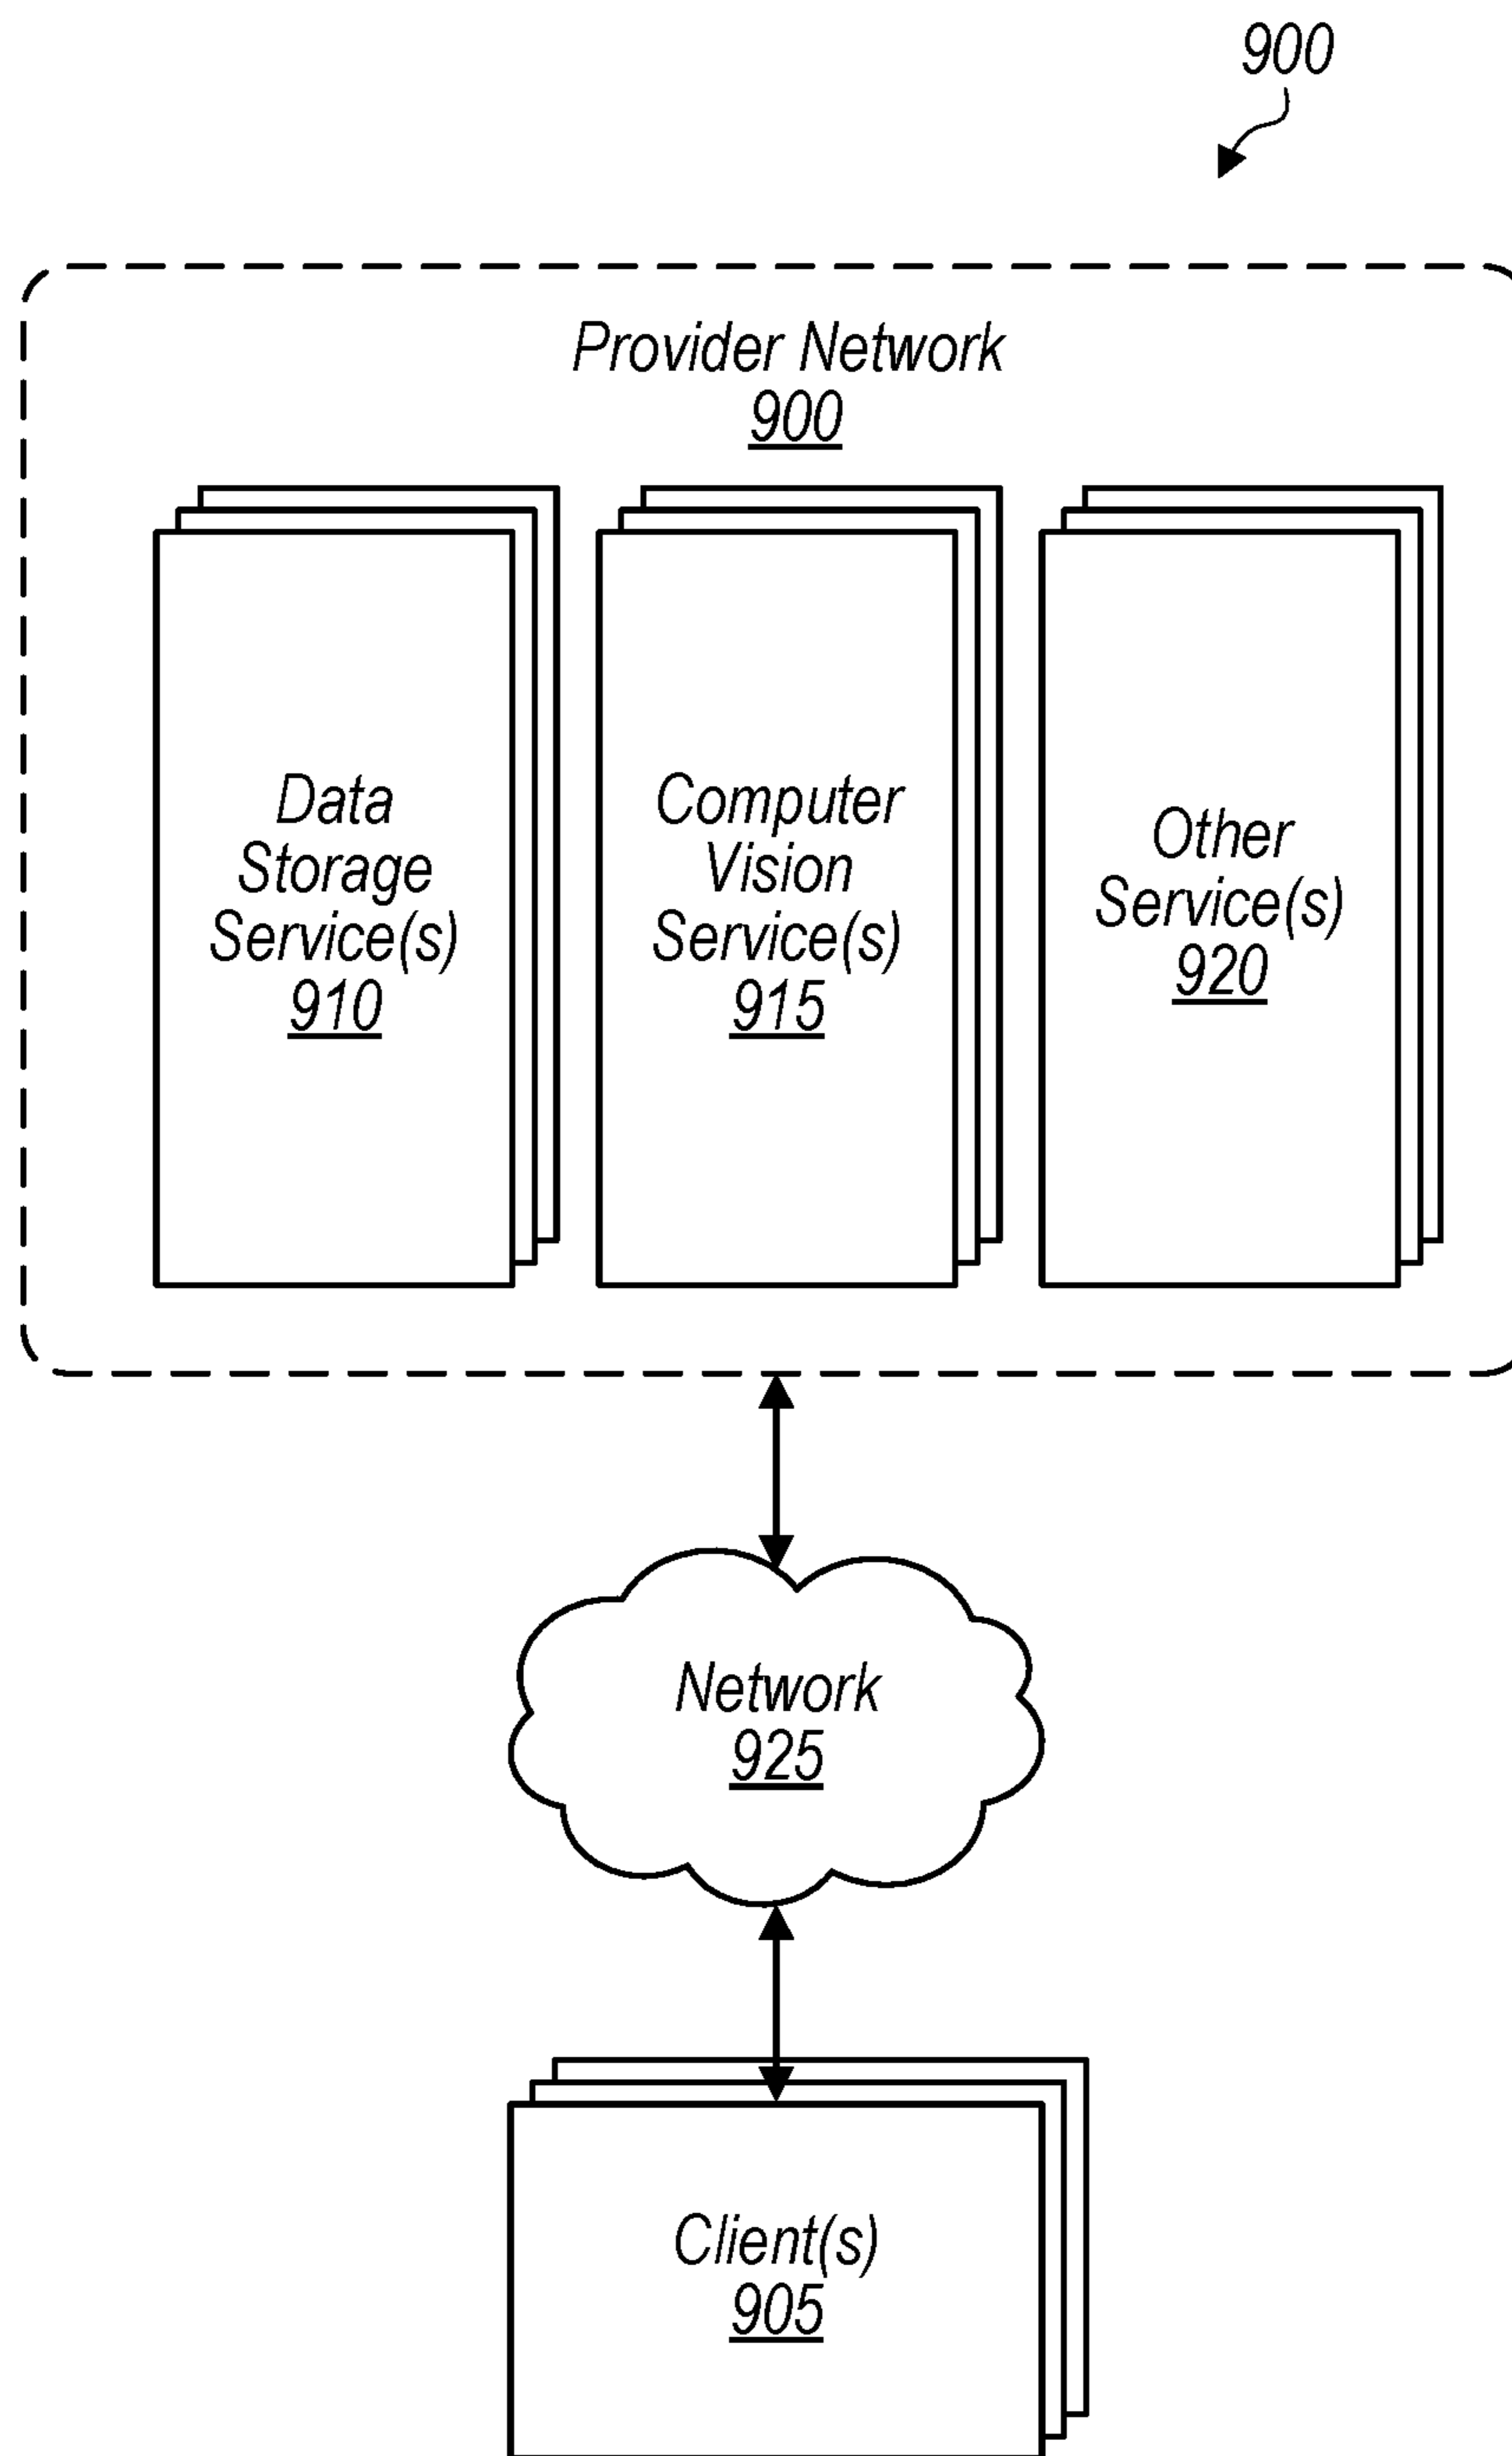 900
Provider Network
900
Data
Storage
Service(s)
910
Computer
Vision
Service(s)
915
Other
Service(s)
920
Network
925
Client(s)
905